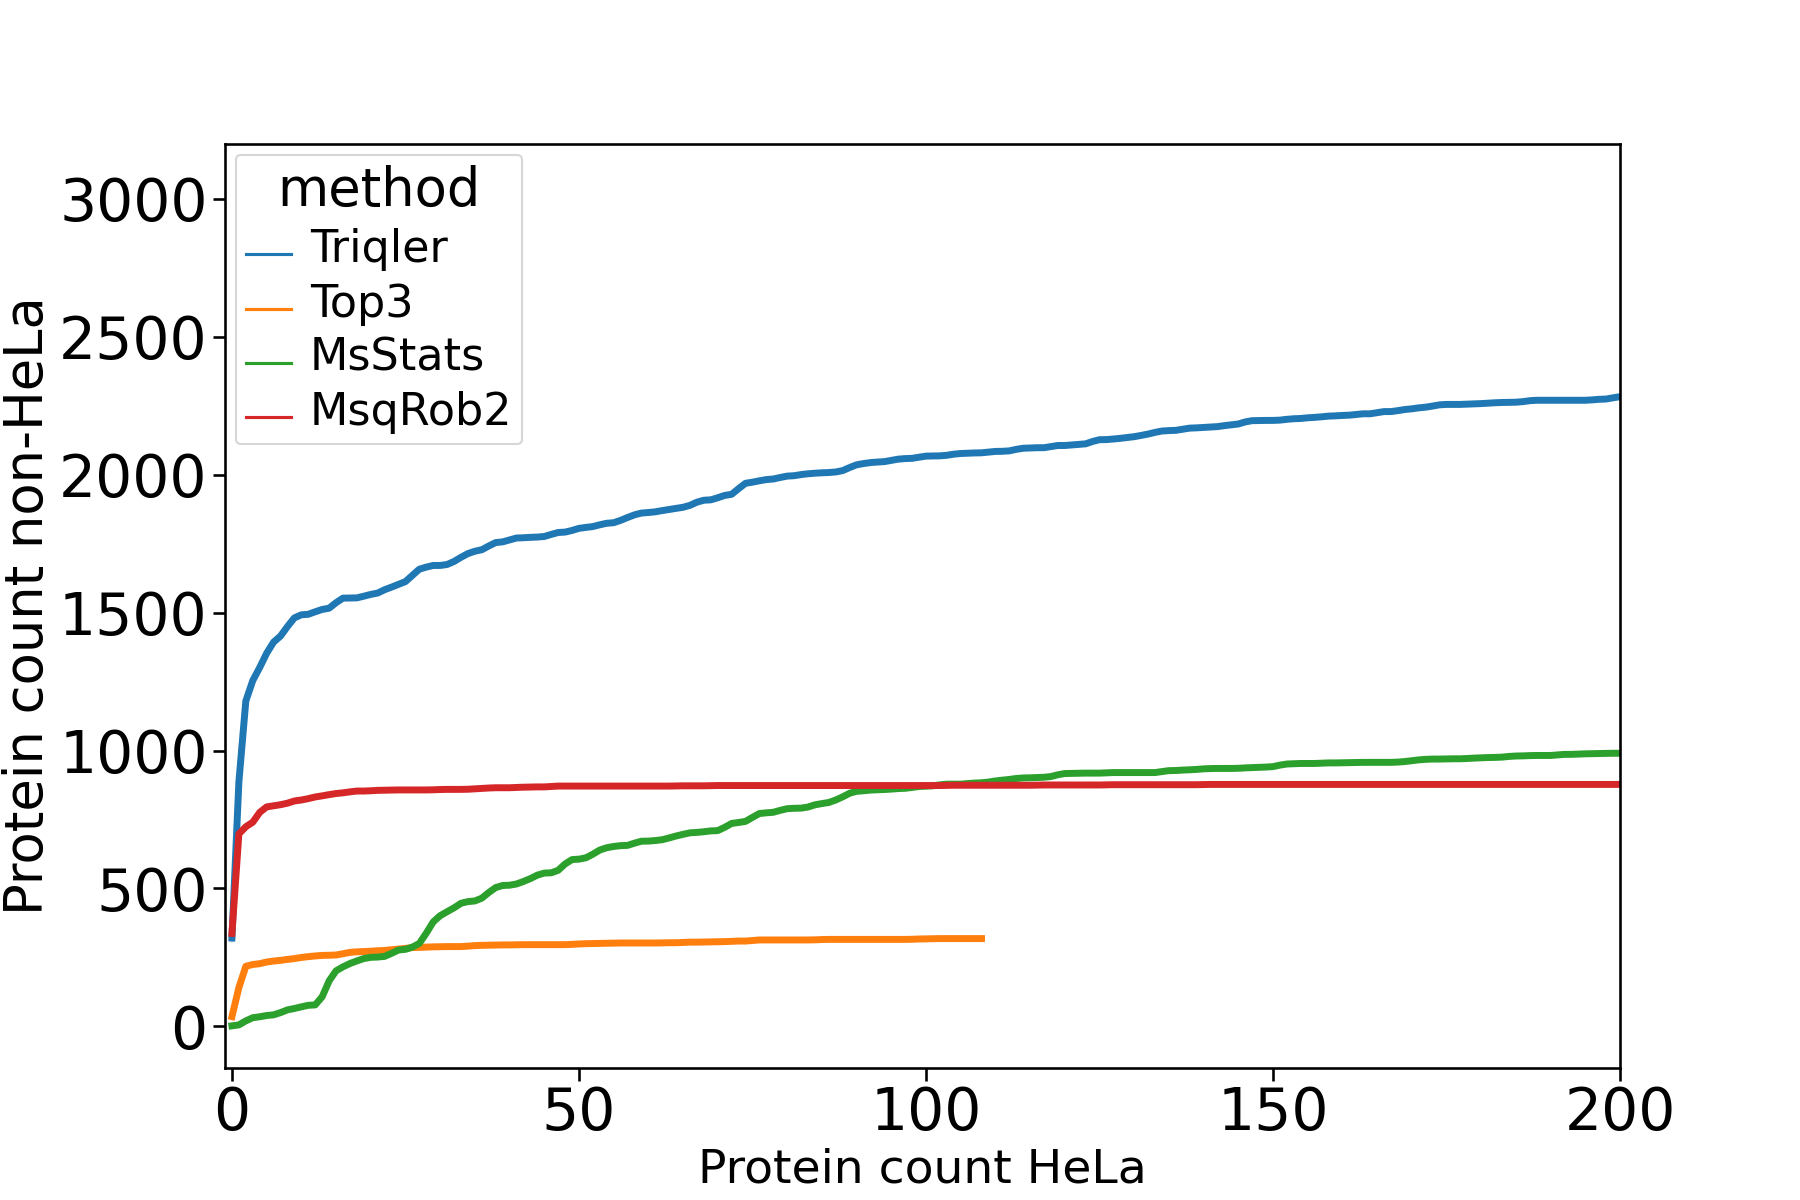 method
Triqler
Top3
MsStats
MsqRob2
3000
2500
2000
1500
1000
500
0
Protein count non-HeLa
0 50 100 150 200
Protein count HeLa